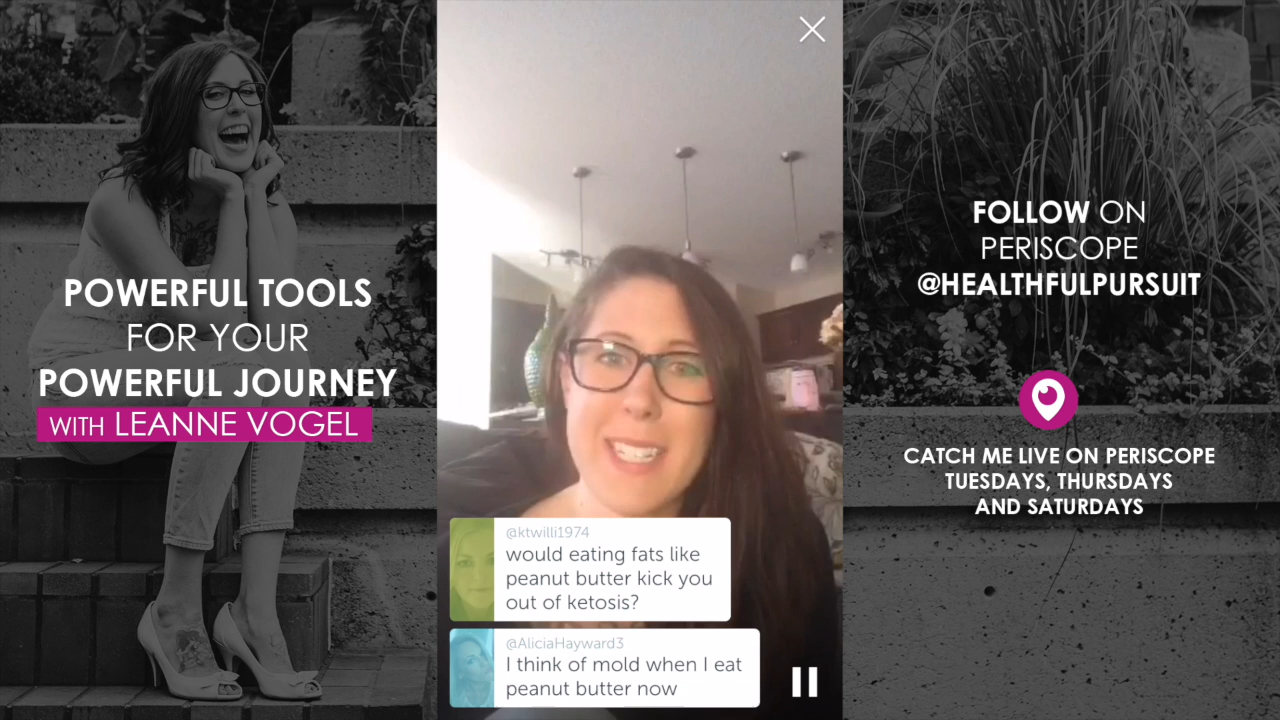 POWERFUL TOOLS
FOR YOUR
POWERFUL JOURNEY
WITH LEANNE VOGEL
@ktwilli1974
would eating fats like
peanut butter kick you
out of ketosis?
@AliciaHayward3
I think of mold when I eat
peanut butter now
FOLLOW ON
PERISCOPE
@HEALTHFULPURSUIT
CATCH ME LIVE ON PERISCOPE
TUESDAYS, THURSDAYS
AND SATURDAYS